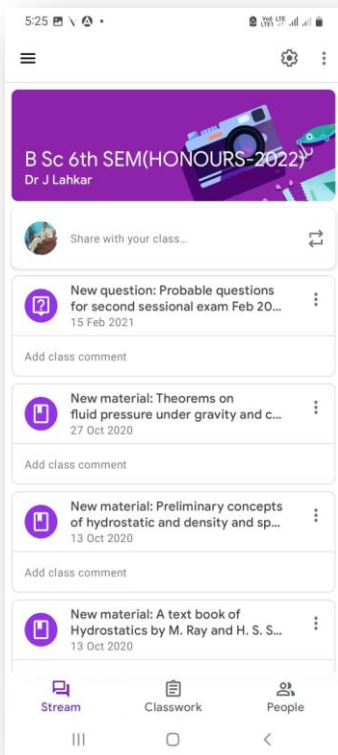 5:25
B Sc 6th SEM(HONOURS-2022)
Dr J Lahkar
Share with your class...
New question: Probable questions
for second sessional exam Feb 20...
15 Feb 2021
Add class comment
New material: Theorems on
fluid pressure under gravity and c...
27 Oct 2020
Add class comment
New material: Preliminary concepts
of hydrostatic and density and sp...
13 Oct 2020
Add class comment
New material: A text book of
Hydrostatics by M. Ray and H. S. S...
13 Oct 2020
Stream Classwork People